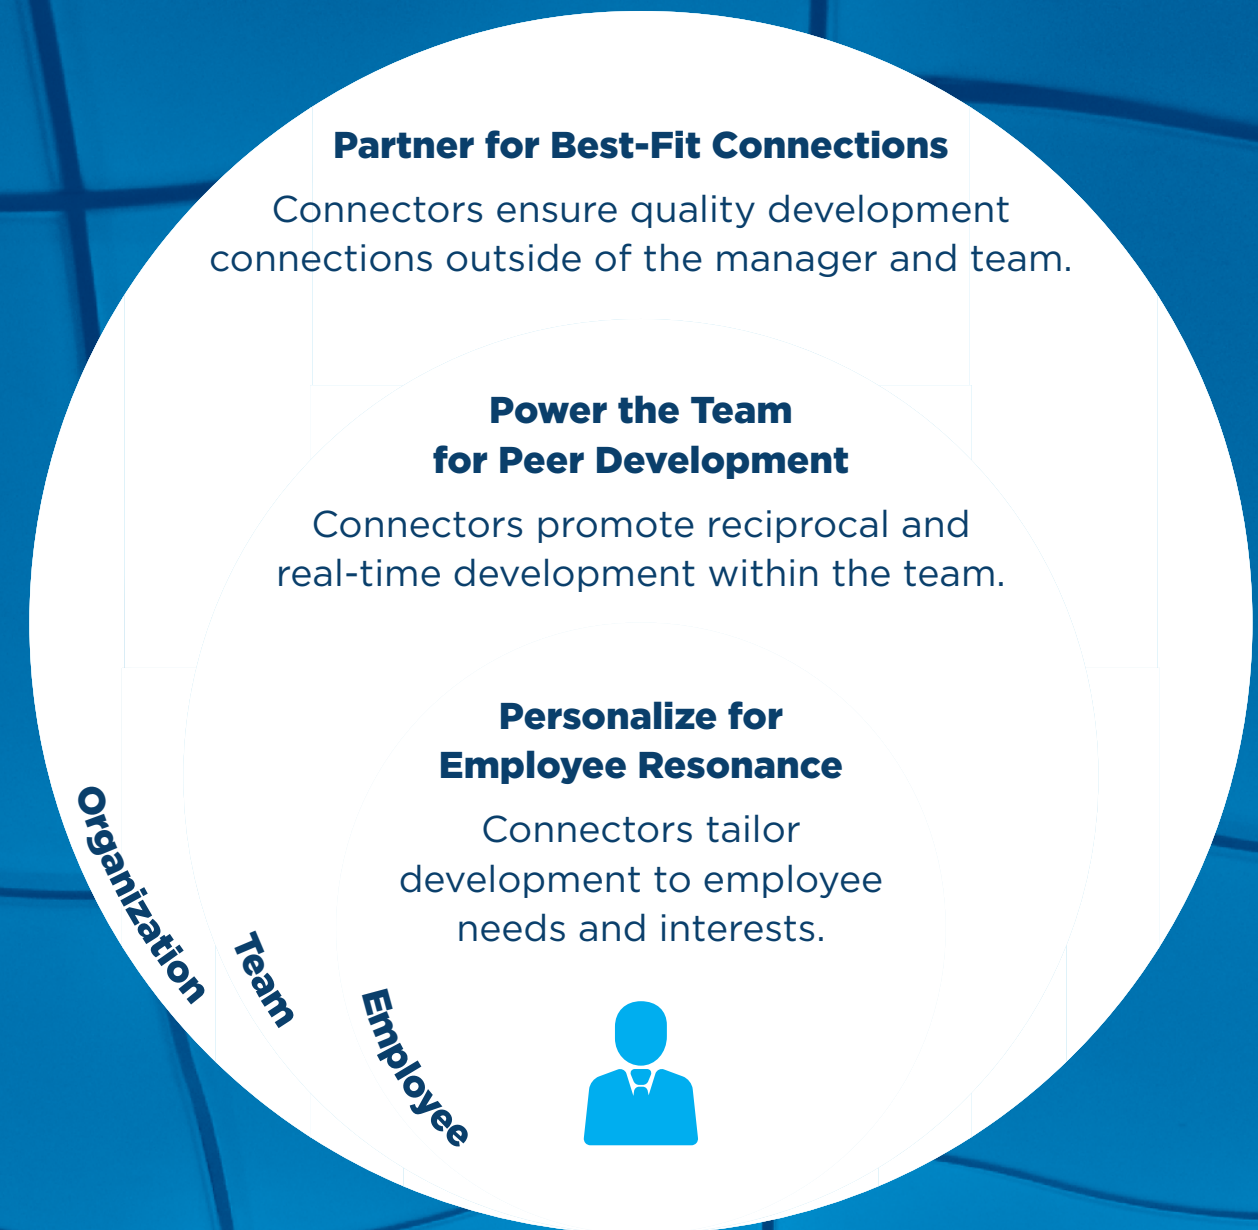 Partner for Best-Fit Connections
Connectors ensure quality development
connections outside of the manager and team.
Power the Team
for Peer Development
Connectors promote reciprocal and
real-time development within the team.
Personalize for
Employee Resonance
Connectors tailor
development to employee
needs and interests.
Organization
Team
Employee